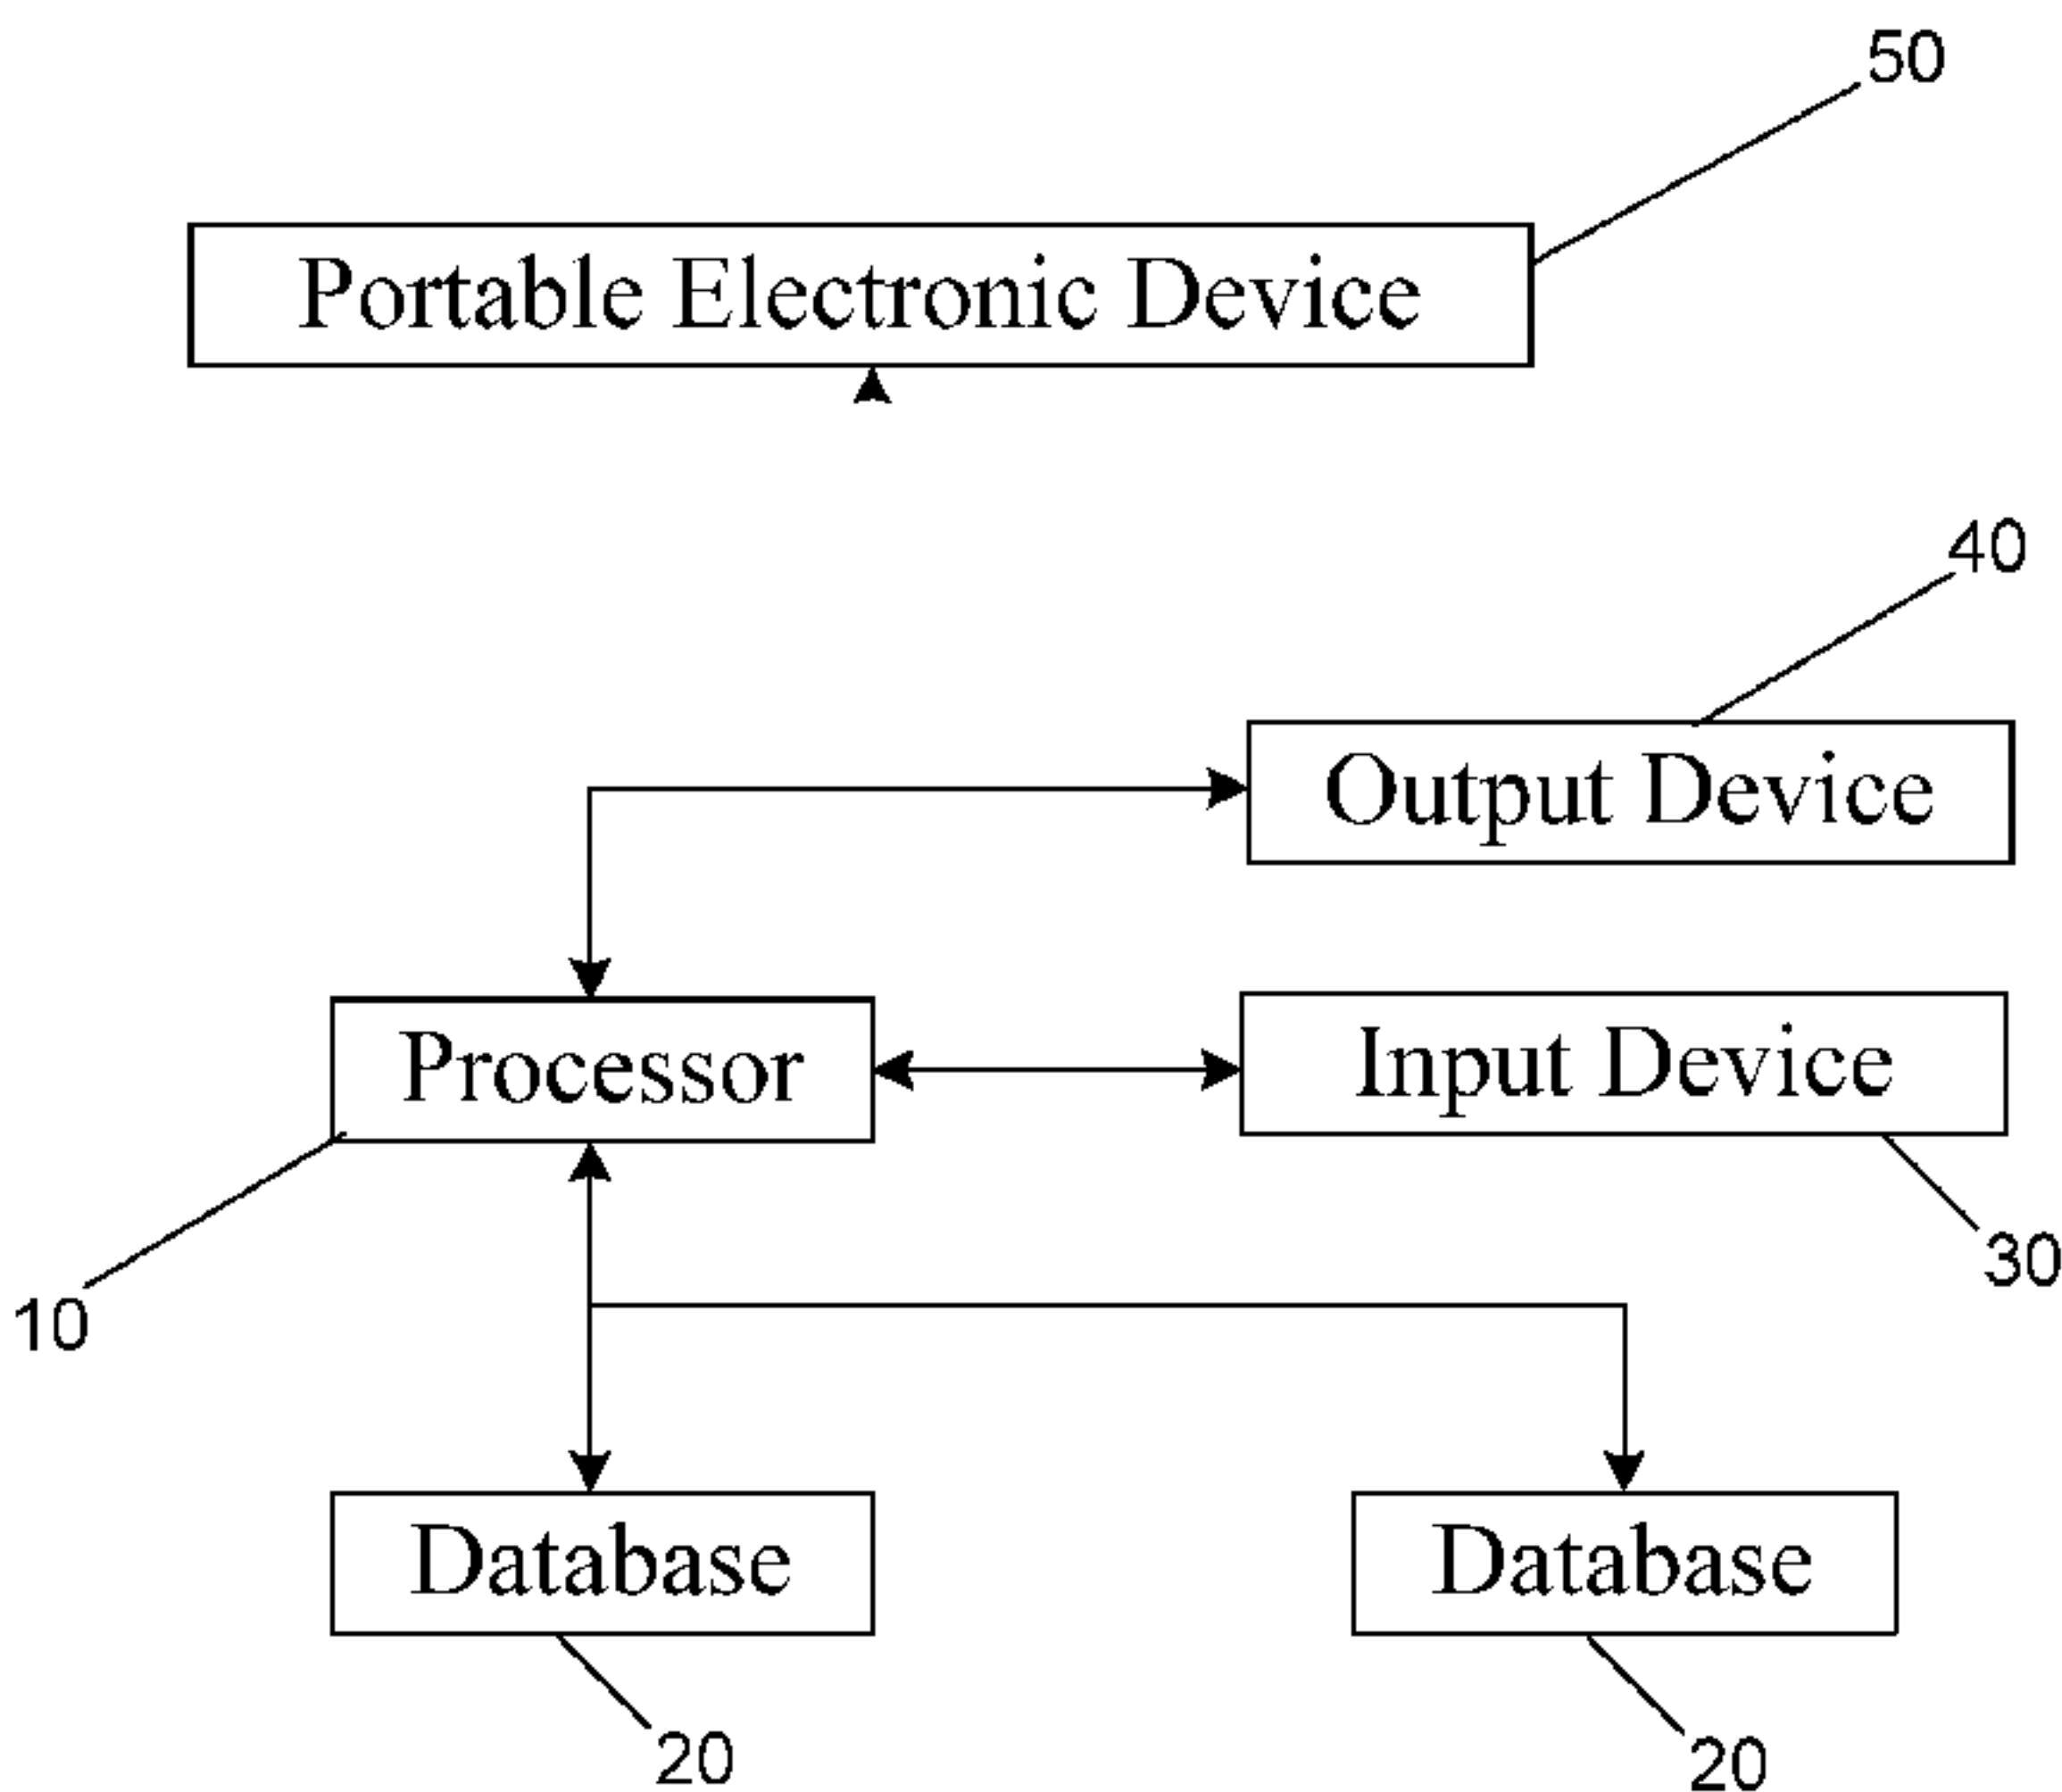 50
Portable Electronic Device
40
Output Device
Processor
Input Device
10
30
Database
Database
20
20